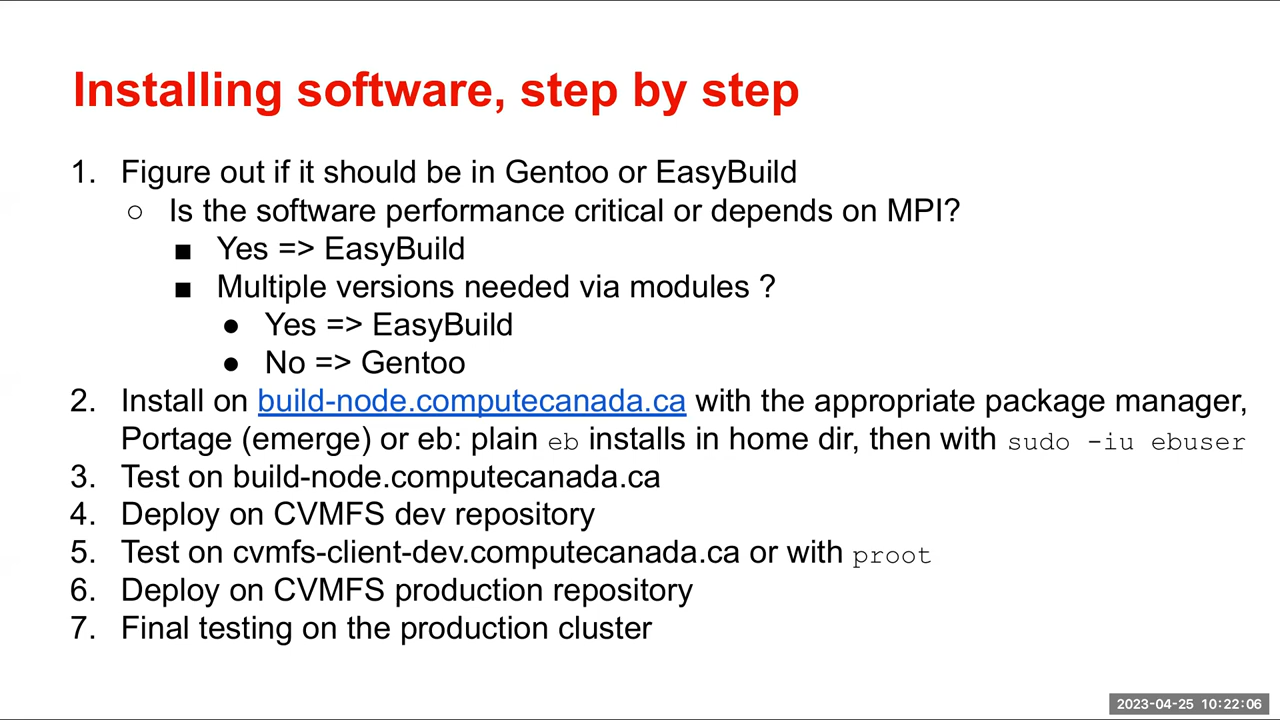 Installing software, step by step
1. Figure out if it should be in Gentoo or EasyBuild
○ Is the software performance critical or depends on MPI?
■ Yes => EasyBuild
■ Multiple versions needed via modules ?
● Yes => EasyBuild
● No => Gentoo
2. Install on build-node.computecanada.ca with the appropriate package manager,
Portage (emerge) or eb: plain eb installs in home dir, then with sudo -iu ebuser
3. Test on build-node.computecanada.ca
4. Deploy on CVMFS dev repository
5. Test on cvmfs-client-dev.computecanada.ca or with proot
6. Deploy on CVMFS production repository
7. Final testing on the production cluster
2023-04-25 10:22:06